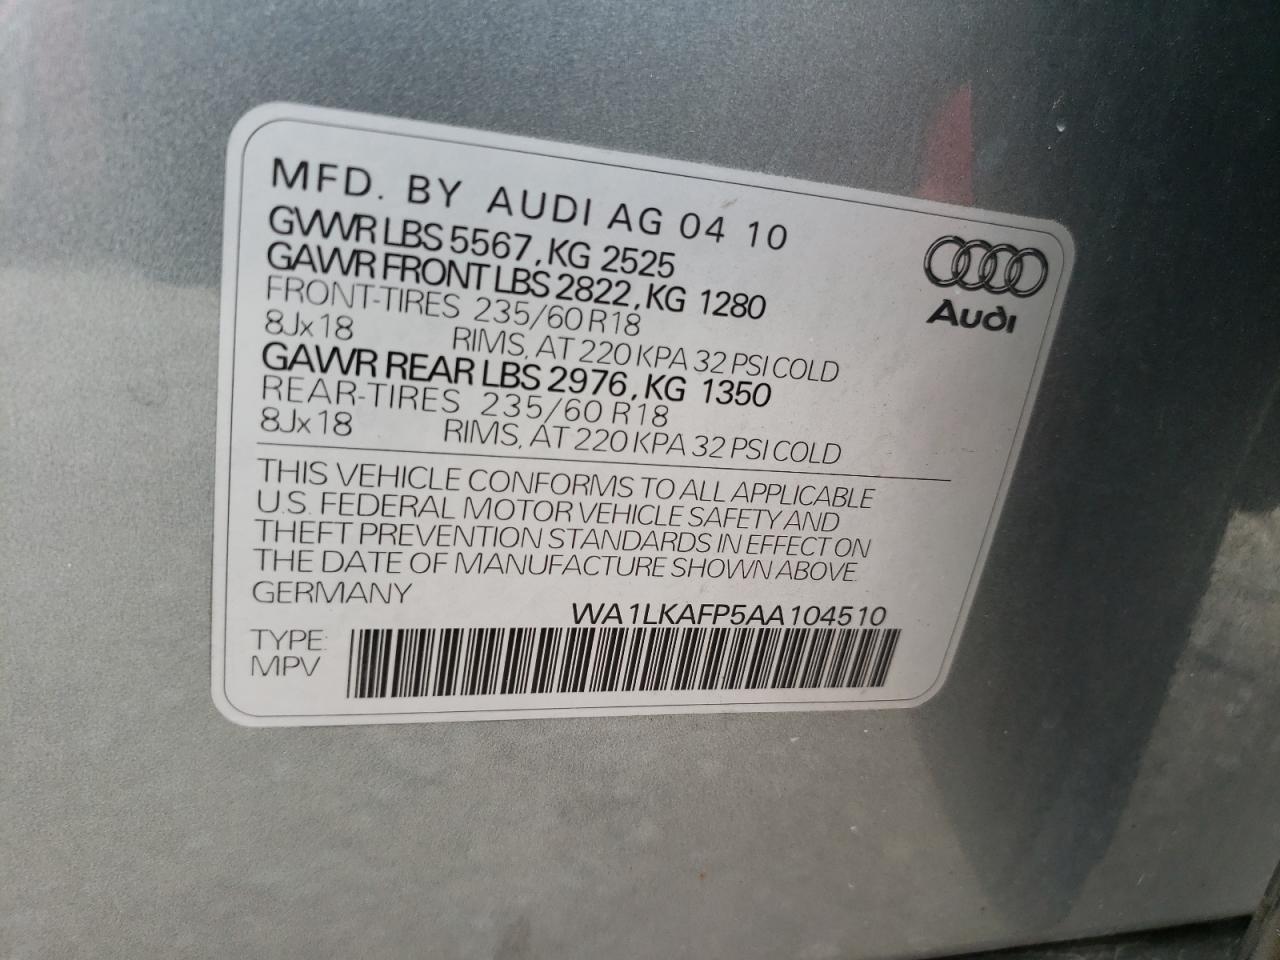 MFD. BY AUDI AG 04 10
GVWR LBS 5567, KG 2525
GAWR FRONT LBS 2822, KG 1280
FRONT-TIRES 235/60 R18
8Jx18 RIMS, AT 220 KPA 32 PSI COLD
GAWR REAR LBS 2976, KG 1350
REAR-TIRES 235/60 R18
8Jx18 RIMS, AT 220 KPA 32 PSI COLD
Audi
THIS VEHICLE CONFORMS TO ALL APPLICABLE
U.S. FEDERAL MOTOR VEHICLE SAFETY AND
THEFT PREVENTION STANDARDS IN EFFECT ON
THE DATE OF MANUFACTURE SHOWN ABOVE.
GERMANY
WA1LKAFP5AA104510
TYPE:
MPV